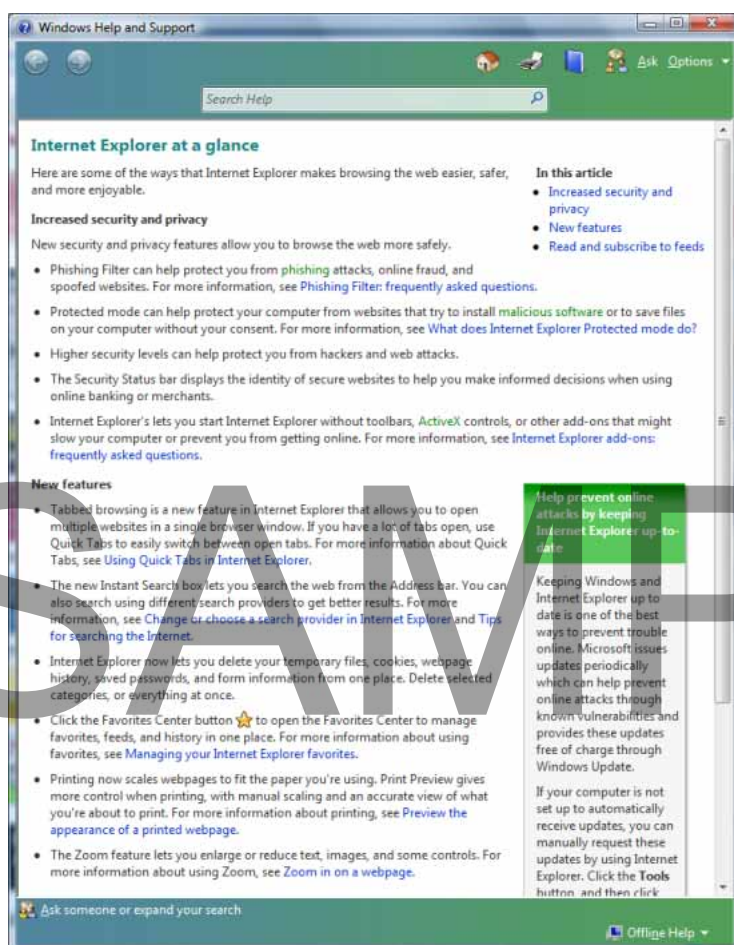 Windows Help and Support
Ask Options
Search Help
Internet Explorer at a glance
Here are some of the ways that Internet Explorer makes browsing the web easier, safer,
and more enjoyable.
In this article
Increased security and
privacy
New features
Read and subscribe to feeds
Increased security and privacy
New security and privacy features allow you to browse the web more safely.
Phishing Filter can help protect you from phishing attacks, online fraud, and
spoofed websites. For more information, see Phishing Filter: frequently asked questions.
Protected mode can help protect your computer from websites that try to install malicious software or to save files
on your computer without your consent. For more information, see What does Internet Explorer Protected mode do?
Higher security levels can help protect you from hackers and web attacks.
The Security Status bar displays the identity of secure websites to help you make informed decisions when using
online banking or merchants.
Internet Explorer's lets you start Internet Explorer without toolbars, ActiveX controls, or other add-ons that might
slow your computer or prevent you from getting online. For more information, see Internet Explorer add-ons:
frequently asked questions.
New features
Tabbed browsing is a new feature in Internet Explorer that allows you to open
multiple websites in a single browser window. If you have a lot of tabs open, use
Quick Tabs to easily switch between open tabs. For more information about Quick
Tabs, see Using Quick Tabs in Internet Explorer.
The new Instant Search box lets you search the web from the Address bar. You can
also search using different search providers to get better results. For more
information, see Change or choose a search provider in Internet Explorer and Tips
for searching the Internet.
Internet Explorer now lets you delete your temporary files, cookies, webpage
history, saved passwords, and form information from one place. Delete selected
categories, or everything at once.
Click the Favorites Center button to open the Favorites Center to manage
favorites, feeds, and history in one place. For more information about using
favorites, see Managing your Internet Explorer favorites.
Printing now scales webpages to fit the paper you're using. Print Preview gives
more control when printing, with manual scaling and an accurate view of what
you're about to print. For more information about printing, see Preview the
appearance of a printed webpage.
The Zoom feature lets you enlarge or reduce text, images, and some controls. For
more information about using Zoom, see Zoom in on a webpage.
Help prevent online
attacks by keeping
Internet Explorer up-to-
date
Keeping Windows and
Internet Explorer up to
date is one of the best
ways to prevent trouble
online. Microsoft issues
updates periodically
which can help prevent
online attacks through
known vulnerabilities and
provides these updates
free of charge through
Windows Update.
If your computer is not
set up to automatically
receive updates, you can
manually request these
updates by using Internet
Explorer. Click the Tools
button, and then click
Ask someone or expand your search
Offline Help
SAMP